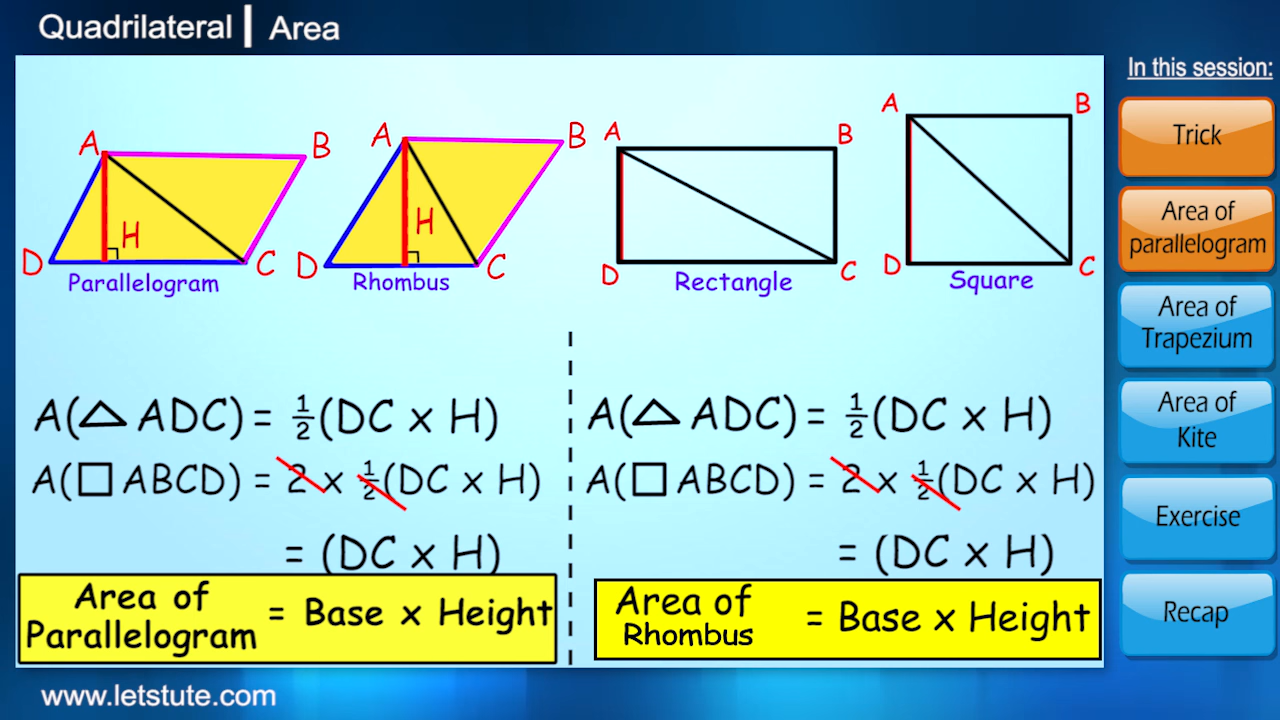 Quadrilateral | Area
In this session:
Trick
Area of
parallelogram
Area of
Trapezium
Area of
Kite
Exercise
Recap
A B
H
D C
Parallelogram
A B
H
D C
Rhombus
A B
D C
Rectangle
A B
D C
Square
A(△ ADC) = ½(DC x H)
A(□ ABCD) = 2 x ½(DC x H)
= (DC x H)
Area of
Parallelogram = Base x Height
A(△ ADC) = ½(DC x H)
A(□ ABCD) = 2 x ½(DC x H)
= (DC x H)
Area of
Rhombus = Base x Height
www.letstute.com